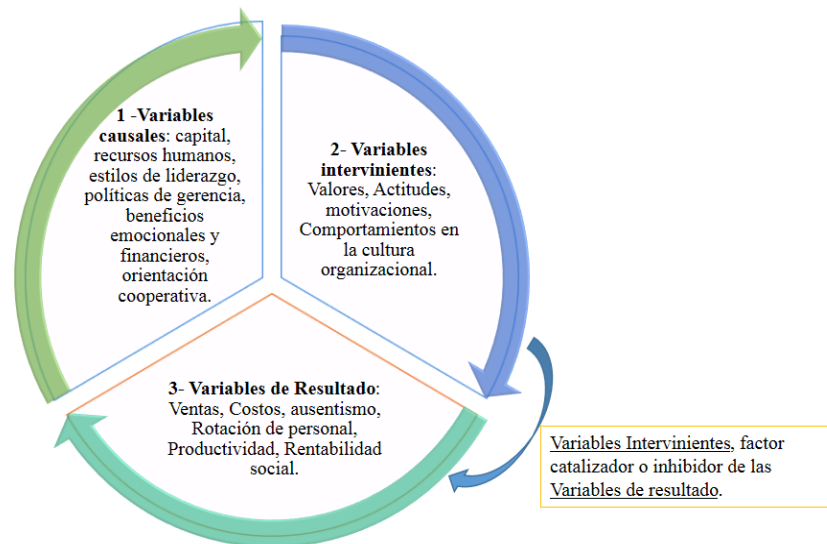 1 -Variables
causales: capital,
recursos humanos,
estilos de liderazgo,
políticas de gerencia,
beneficios
emocionales y
financieros,
orientación
cooperativa.
2- Variables
intervinientes:
Valores, Actitudes,
motivaciones,
Comportamientos en
la cultura
organizacional.
3- Variables de Resultado:
Ventas, Costos, ausentismo,
Rotación de personal,
Productividad, Rentabilidad
social.
Variables Intervinientes, factor
catalizador o inhibidor de las
Variables de resultado.